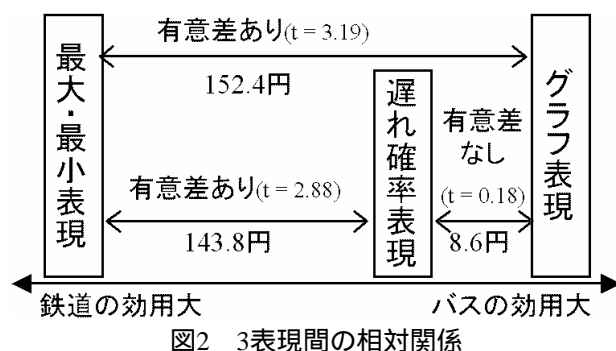 有意差あり(t = 3.19)
152.4円
最大・最小表現
遅れ確率表現
グラフ表現
有意差
なし
(t = 0.18)
8.6円
有意差あり(t = 2.88)
143.8円
鉄道の効用大
バスの効用大
図2 3表現間の相対関係